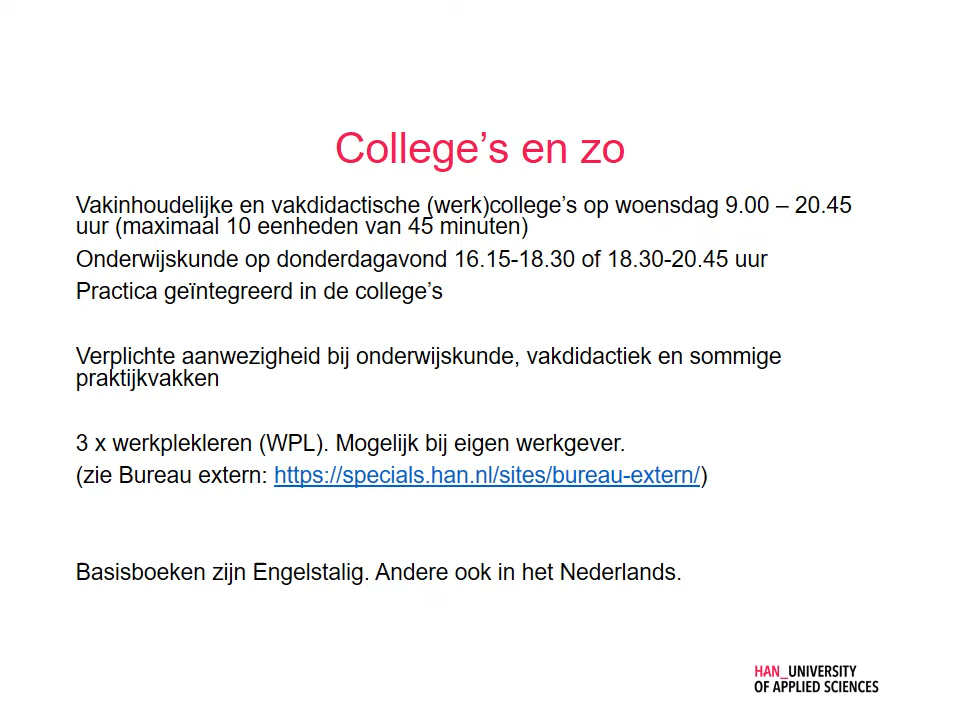 College’s en zo
Vakinhoudelijke en vakdidactische (werk)college’s op woensdag 9.00 – 20.45
uur (maximaal 10 eenheden van 45 minuten)
Onderwijskunde op donderdagavond 16.15-18.30 of 18.30-20.45 uur
Practica geïntegreerd in de college’s
Verplichte aanwezigheid bij onderwijskunde, vakdidactiek en sommige
praktijkvakken
3 x werkplekleren (WPL). Mogelijk bij eigen werkgever.
(zie Bureau extern: https://specials.han.nl/sites/bureau-extern/)
Basisboeken zijn Engelstalig. Andere ook in het Nederlands.
HAN_UNIVERSITY
OF APPLIED SCIENCES